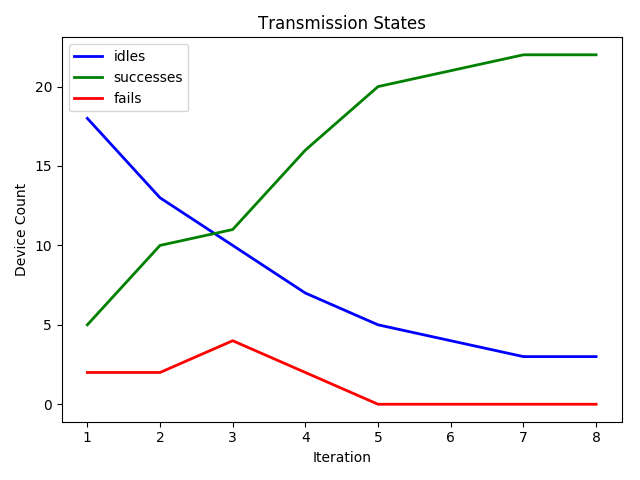 Transmission States
idles
successes
fails
Device Count
20
15
10
5
0
1 2 3 4 5 6 7 8
Iteration